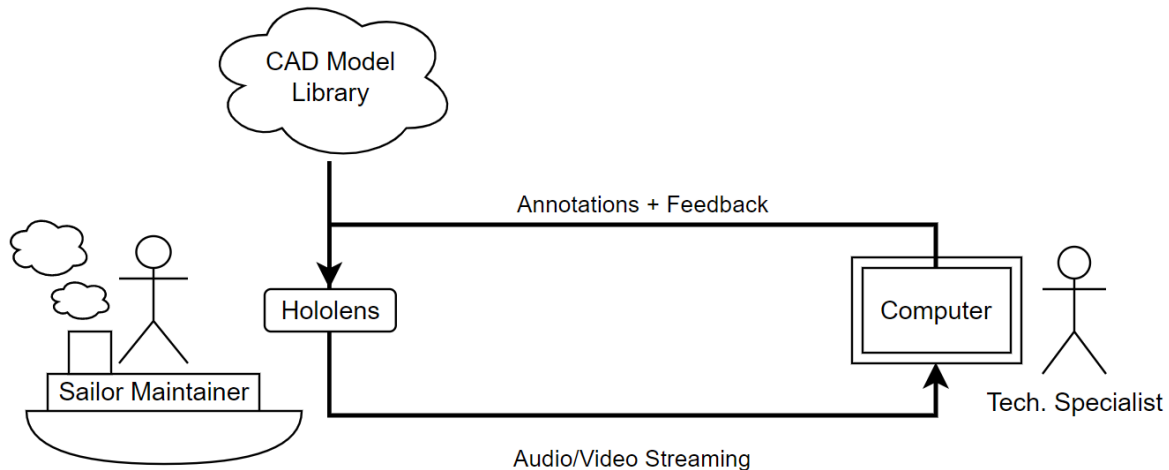 CAD Model
Library
Annotations + Feedback
Hololens
Computer
Sailor Maintainer
Tech. Specialist
Audio/Video Streaming